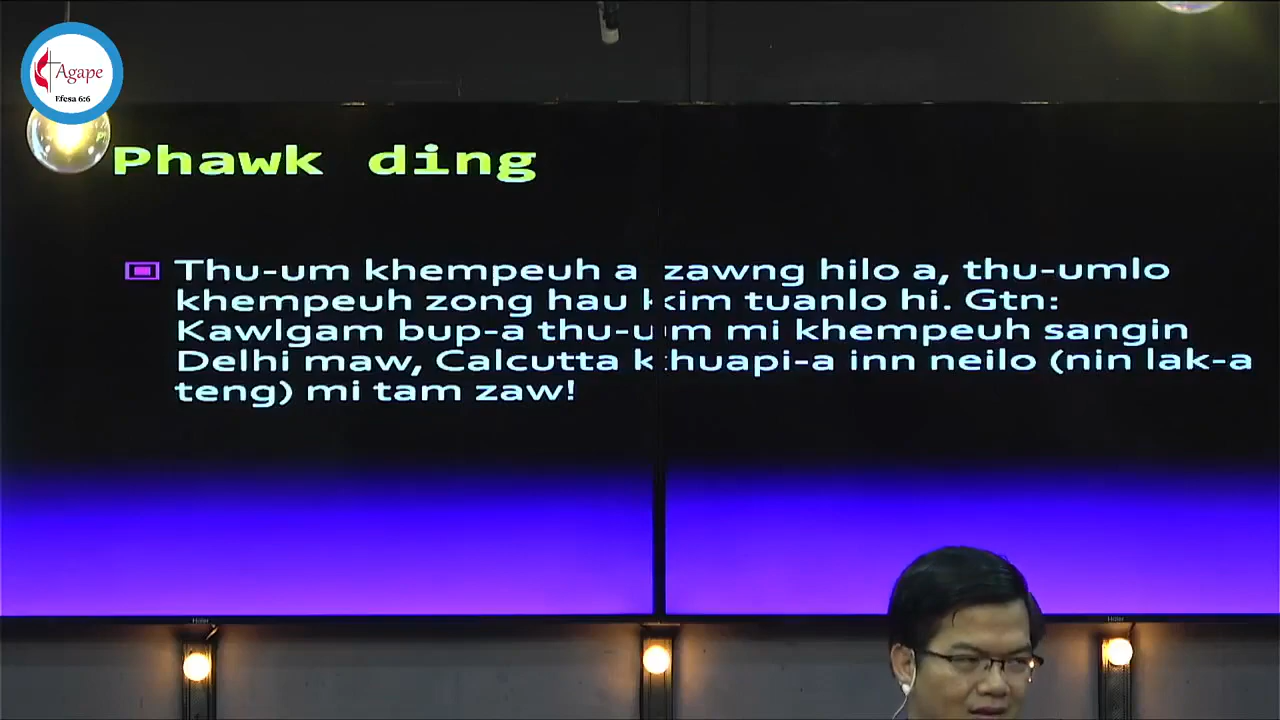 Agape
Efesa 6:6
Phawk ding
Thu-um khempeuh a zawng hilo a, thu-umlo
khempeuh zong hau kim tuanlo hi. Gtn:
Kawlgam bup-a thu-um mi khempeuh sangin
Delhi maw, Calcutta khuapi-a inn neilo (nin lak-a
teng) mi tam zaw!
Haier
Haier